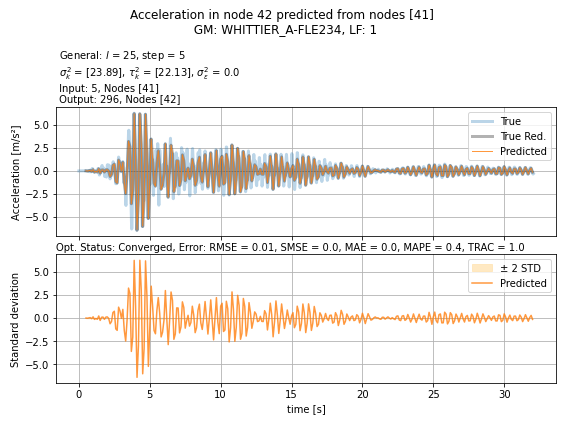 Acceleration in node 42 predicted from nodes [41]
GM: WHITTIER_A-FLE234, LF: 1
General: l = 25, step = 5
σ²ₖ = [23.89], τ²ₖ = [22.13], σ²ε = 0.0
Input: 5, Nodes [41]
Output: 296, Nodes [42]
Acceleration [m/s²]
5.0
2.5
0.0
−2.5
−5.0
True
True Red.
Predicted
Opt. Status: Converged, Error: RMSE = 0.01, SMSE = 0.0, MAE = 0.0, MAPE = 0.4, TRAC = 1.0
Standard deviation
5.0
2.5
0.0
−2.5
−5.0
± 2 STD
Predicted
0 5 10 15 20 25 30
time [s]